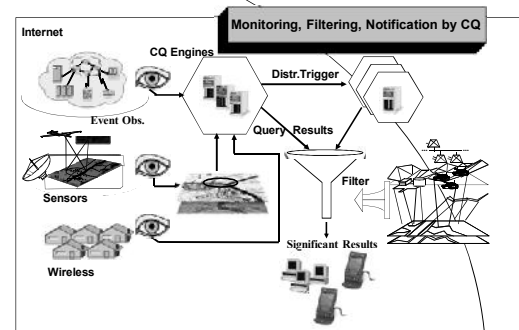 Monitoring, Filtering, Notification by CQ
Internet
CQ Engines
Distr.Trigger
Event Obs.
Query Results
Sensors
Filter
Significant Results
Wireless